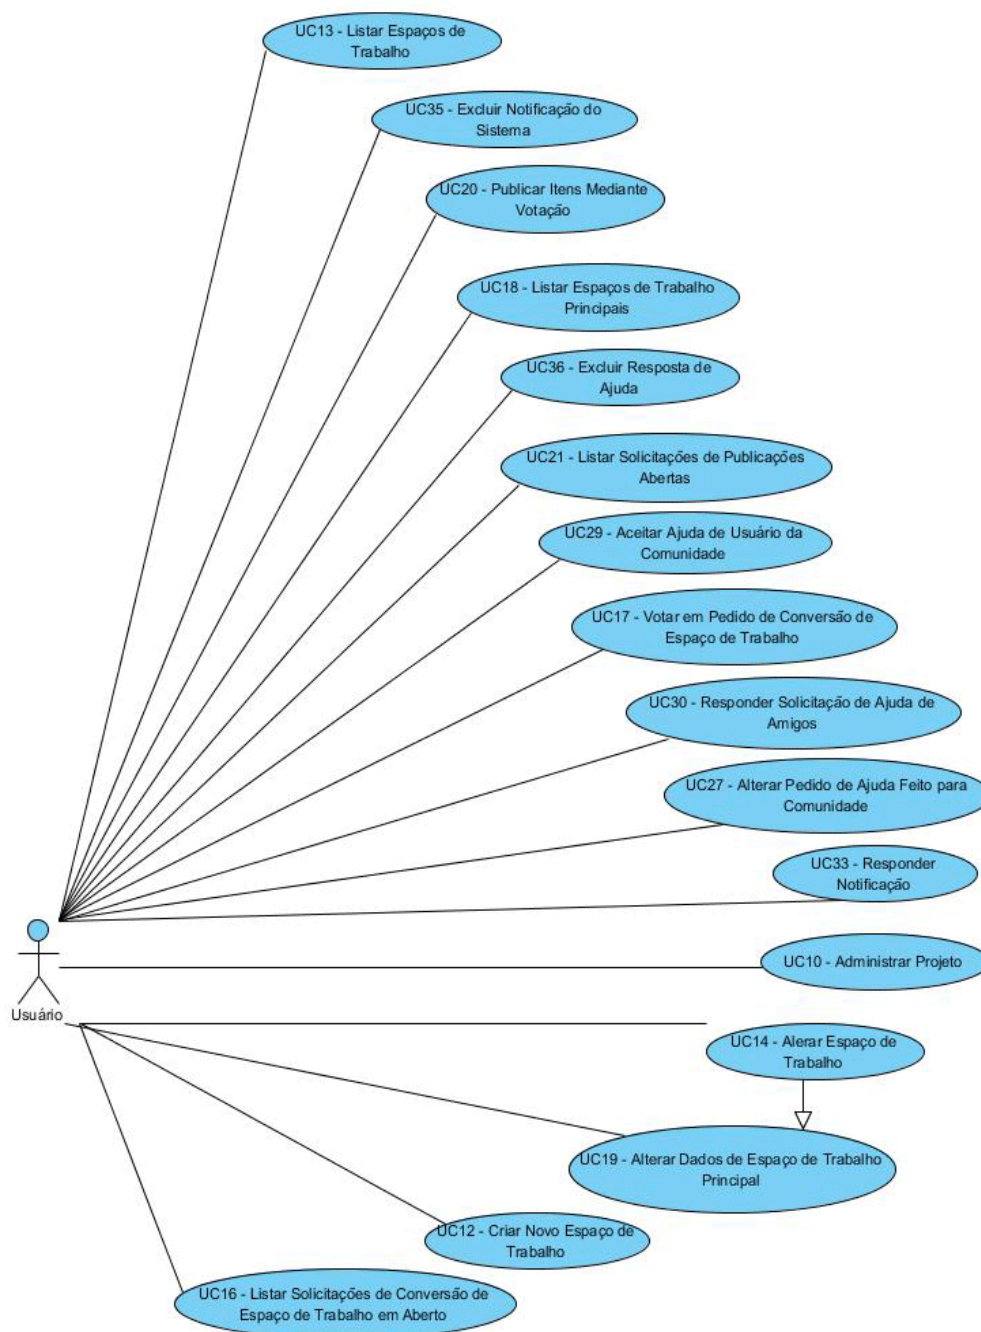 UC13 - Listar Espaços de
Trabalho
UC35 - Excluir Notificação do
Sistema
UC20 - Publicar Itens Mediante
Votação
UC18 - Listar Espaços de Trabalho
Principais
UC36 - Excluir Resposta de
Ajuda
UC21 - Listar Solicitações de Publicações
Abertas
UC29 - Aceitar Ajuda de Usuário da
Comunidade
UC17 - Votar em Pedido de Conversão de
Espaço de Trabalho
UC30 - Responder Solicitação de Ajuda de
Amigos
UC27 - Alterar Pedido de Ajuda Feito para
Comunidade
UC33 - Responder
Notificação
UC10 - Administrar Projeto
Usuário
UC14 - Alerar Espaço de
Trabalho
UC19 - Alterar Dados de Espaço de Trabalho
Principal
UC12 - Criar Novo Espaço de
Trabalho
UC16 - Listar Solicitações de Conversão de
Espaço de Trabalho em Aberto